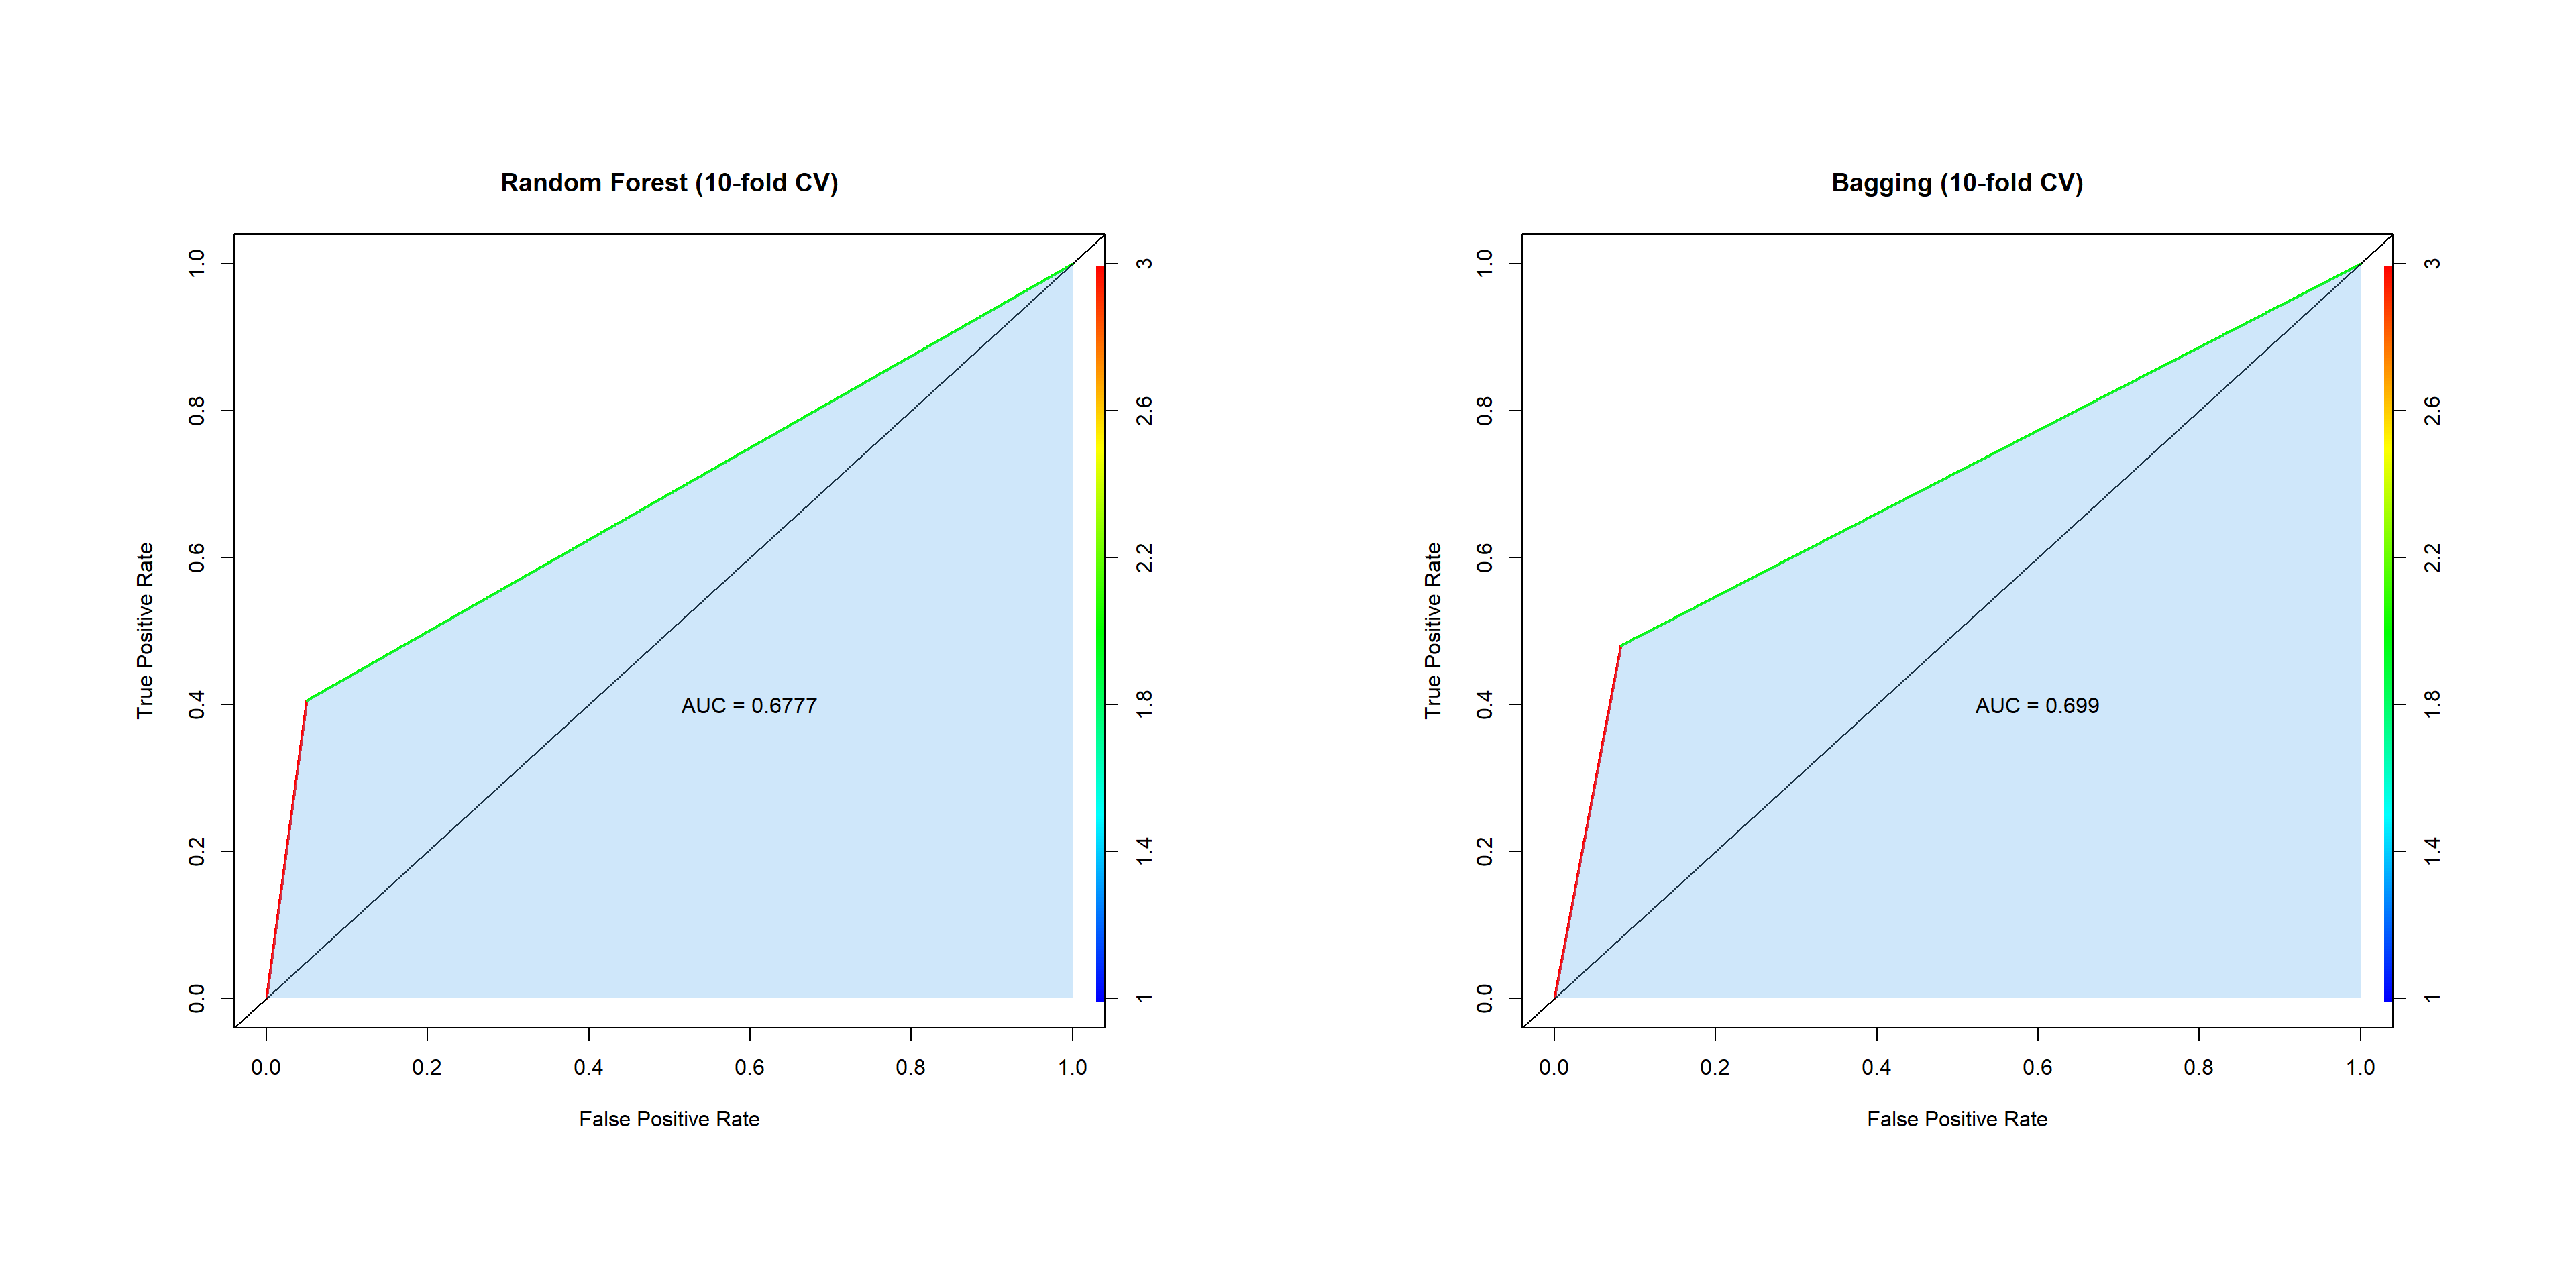 Random Forest (10-fold CV)
True Positive Rate
1.0
0.8
0.6
0.4
0.2
0.0
AUC = 0.6777
3
2.6
2.2
1.8
1.4
1
0.0 0.2 0.4 0.6 0.8 1.0
False Positive Rate
Bagging (10-fold CV)
True Positive Rate
1.0
0.8
0.6
0.4
0.2
0.0
AUC = 0.699
3
2.6
2.2
1.8
1.4
1
0.0 0.2 0.4 0.6 0.8 1.0
False Positive Rate